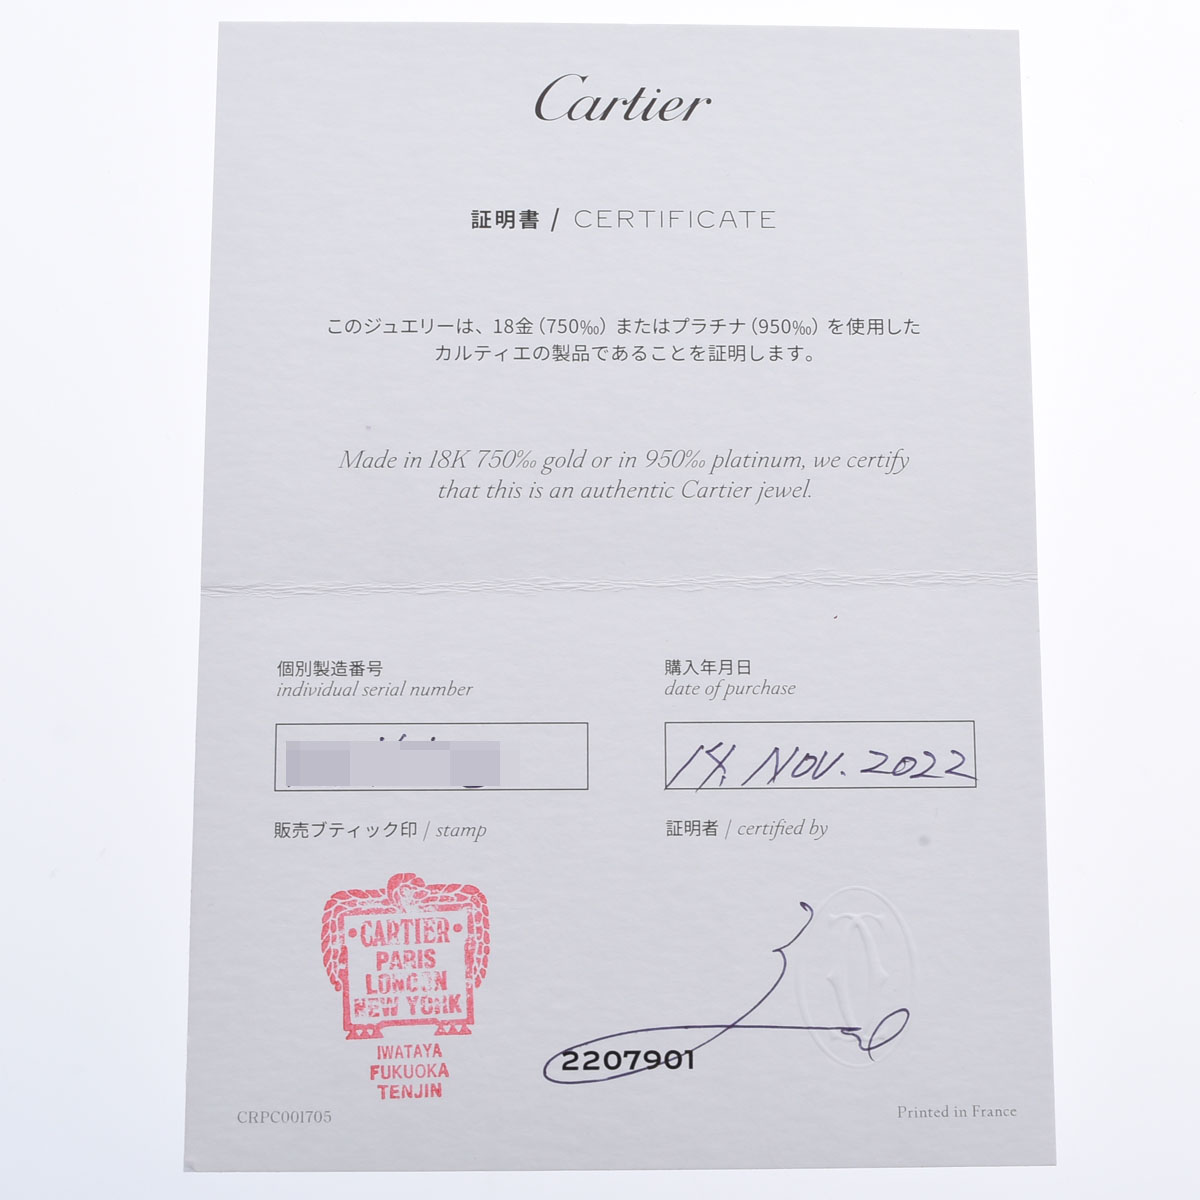 Cartier
証明書 / CERTIFICATE
このジュエリーは、18金（750‰）またはプラチナ（950‰）を使用した
カルティエの製品であることを証明します。
Made in 18K 750‰ gold or in 950‰ platinum, we certify
that this is an authentic Cartier jewel.
個別製造番号
individual serial number
購入年月日
date of purchase
14. NOV. 2022
販売ブティック印 / stamp
証明者 / certified by
•CARTIER•
PARIS
LONDON
NEW YORK
IWATAYA
FUKUOKA
TENJIN
2207901
CRPC001705
Printed in France